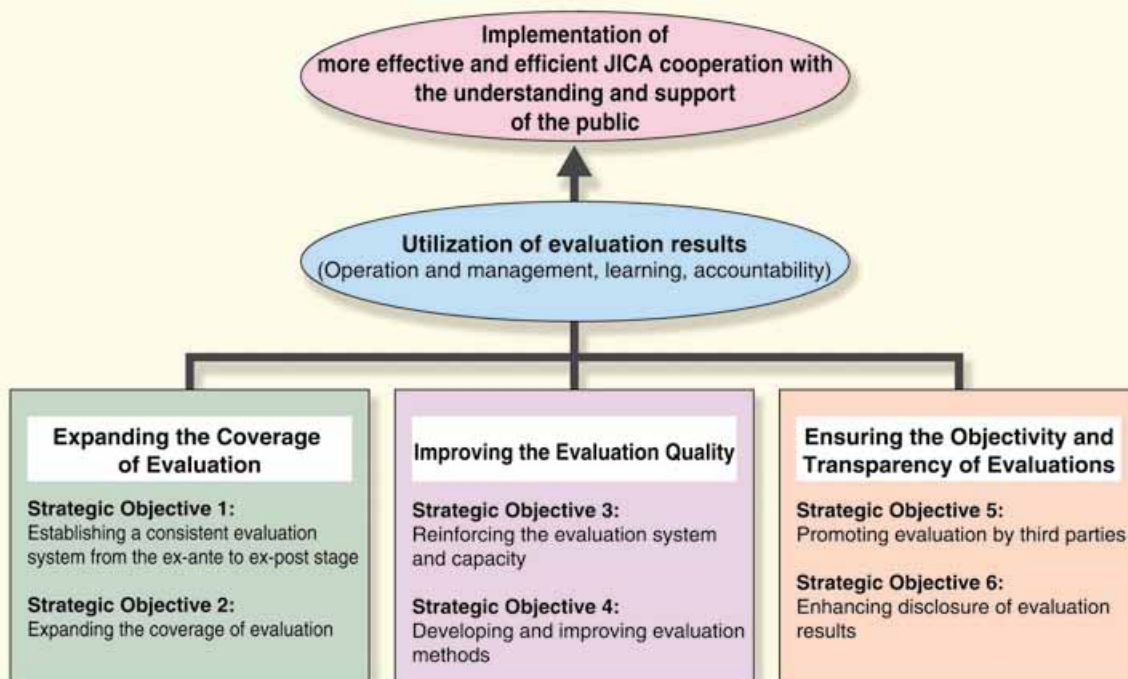 Implementation of
more effective and efficient JICA cooperation with
the understanding and support
of the public
Utilization of evaluation results
(Operation and management, learning, accountability)
Expanding the Coverage
of Evaluation
Strategic Objective 1:
Establishing a consistent evaluation
system from the ex-ante to ex-post stage
Strategic Objective 2:
Expanding the coverage of evaluation
Improving the Evaluation Quality
Strategic Objective 3:
Reinforcing the evaluation system
and capacity
Strategic Objective 4:
Developing and improving evaluation
methods
Ensuring the Objectivity and
Transparency of Evaluations
Strategic Objective 5:
Promoting evaluation by third parties
Strategic Objective 6:
Enhancing disclosure of evaluation
results